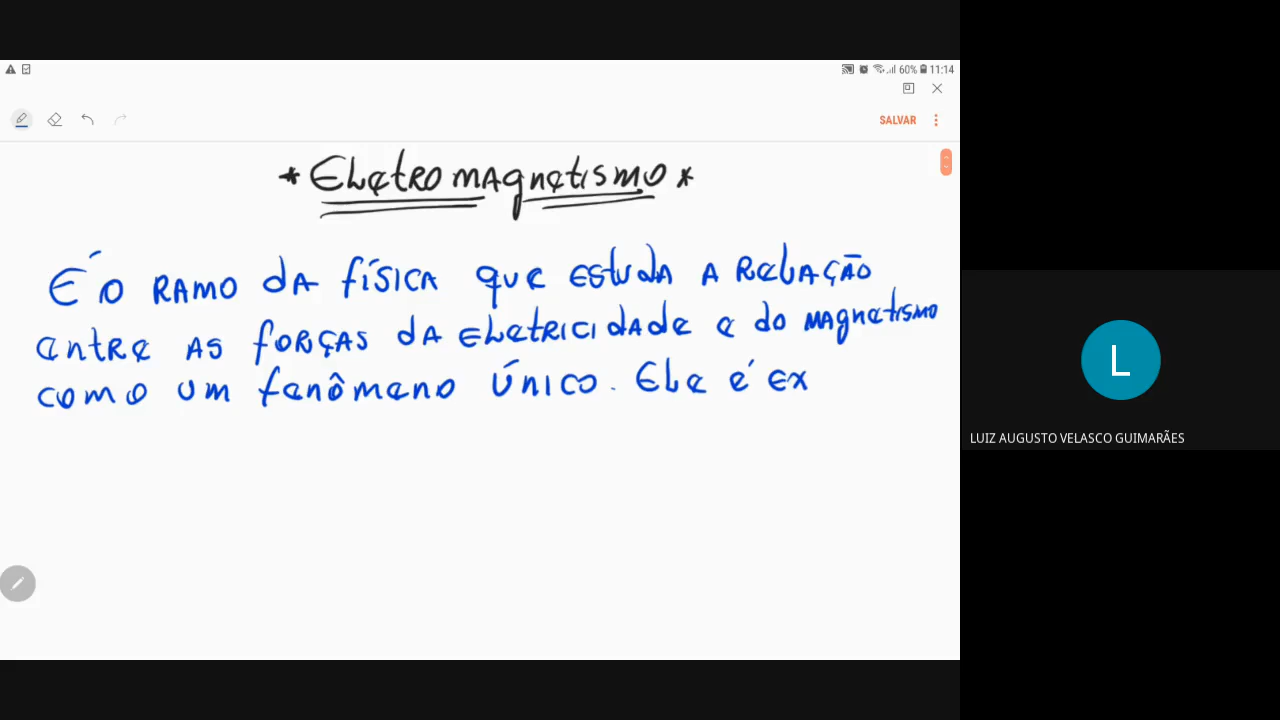 60% 11:14
SALVAR
* Eletromagnetismo *
É o ramo da física que estuda a relação
entre as forças da eletricidade e do magnetismo
como um fenômeno único. Ele é ex
L
LUIZ AUGUSTO VELASCO GUIMARÃES